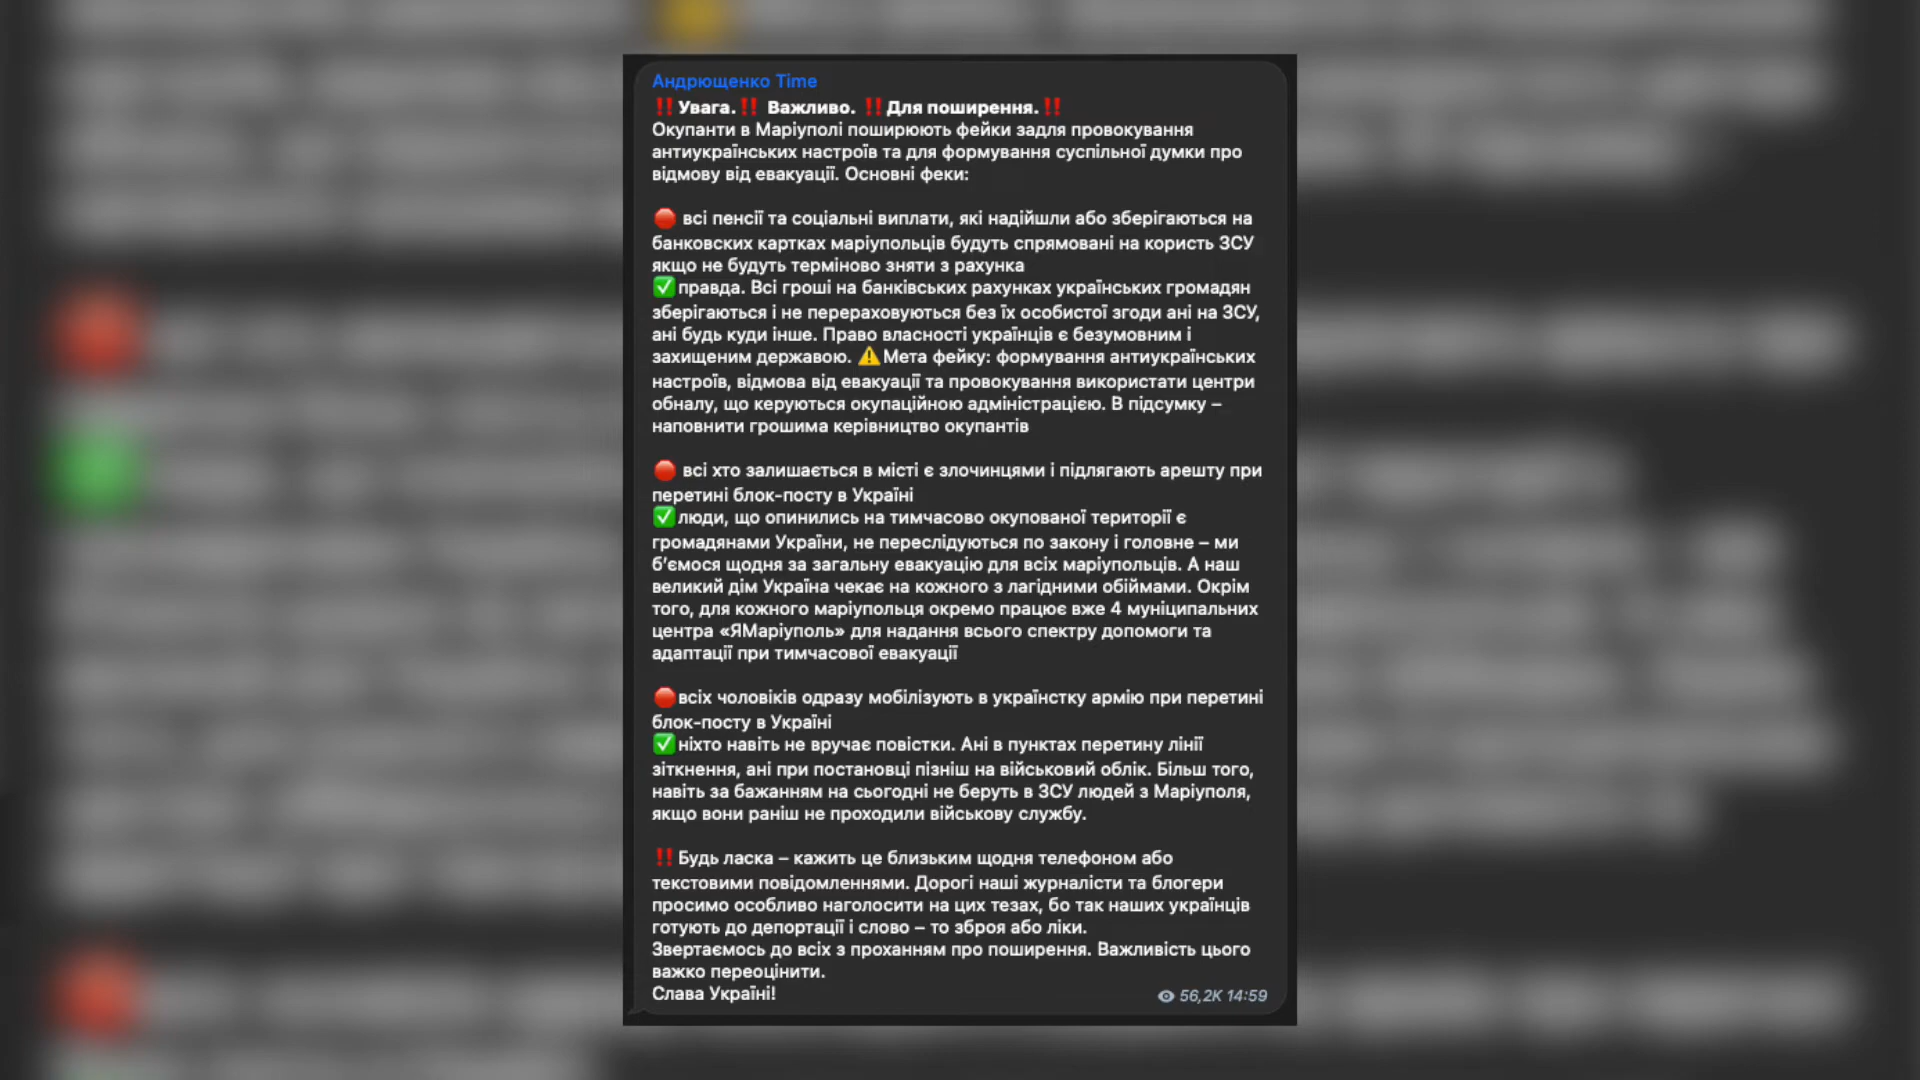 Андрющенко Time
‼️Увага.‼️ Важливо. ‼️Для поширення.‼️
Окупанти в Маріуполі поширюють фейки задля провокування
антиукраїнських настроїв та для формування суспільної думки про
відмову від евакуації. Основні феки:
🛑 всі пенсії та соціальні виплати, які надійшли або зберігаються на
банковских картках маріупольців будуть спрямовані на користь ЗСУ
якщо не будуть терміново зняти з рахунка
✅правда. Всі гроші на банківських рахунках українських громадян
зберігаються і не перераховуються без їх особистої згоди ані на ЗСУ,
ані будь куди інше. Право власності українців є безумовним і
захищеним державою. ⚠️Мета фейку: формування антиукраїнських
настроїв, відмова від евакуації та провокування використати центри
обналу, що керуються окупаційною адміністрацією. В підсумку –
наповнити грошима керівництво окупантів
🛑 всі хто залишається в місті є злочинцями і підлягають арешту при
перетині блок-посту в Україні
✅люди, що опинились на тимчасово окупованої території є
громадянами України, не переслідуються по закону і головне – ми
б’ємося щодня за загальну евакуацію для всіх маріупольців. А наш
великий дім Україна чекає на кожного з лагідними обіймами. Окрім
того, для кожного маріупольця окремо працює вже 4 муніципальних
центра «ЯМаріуполь» для надання всього спектру допомоги та
адаптації при тимчасової евакуації
🛑всіх чоловіків одразу мобілізують в українстку армію при перетині
блок-посту в Україні
✅ніхто навіть не вручає повістки. Ані в пунктах перетину лінії
зіткнення, ані при постановці пізніш на військовий облік. Більш того,
навіть за бажанням на сьогодні не беруть в ЗСУ людей з Маріуполя,
якщо вони раніш не проходили військову службу.
‼️Будь ласка – кажить це близьким щодня телефоном або
текстовими повідомленнями. Дорогі наші журналісти та блогери
просимо особливо наголосити на цих тезах, бо так наших українців
готують до депортації і слово – то зброя або ліки.
Звертаємось до всіх з проханням про поширення. Важливість цього
важко переоцінити.
Слава Україні!
56,2K 14:59